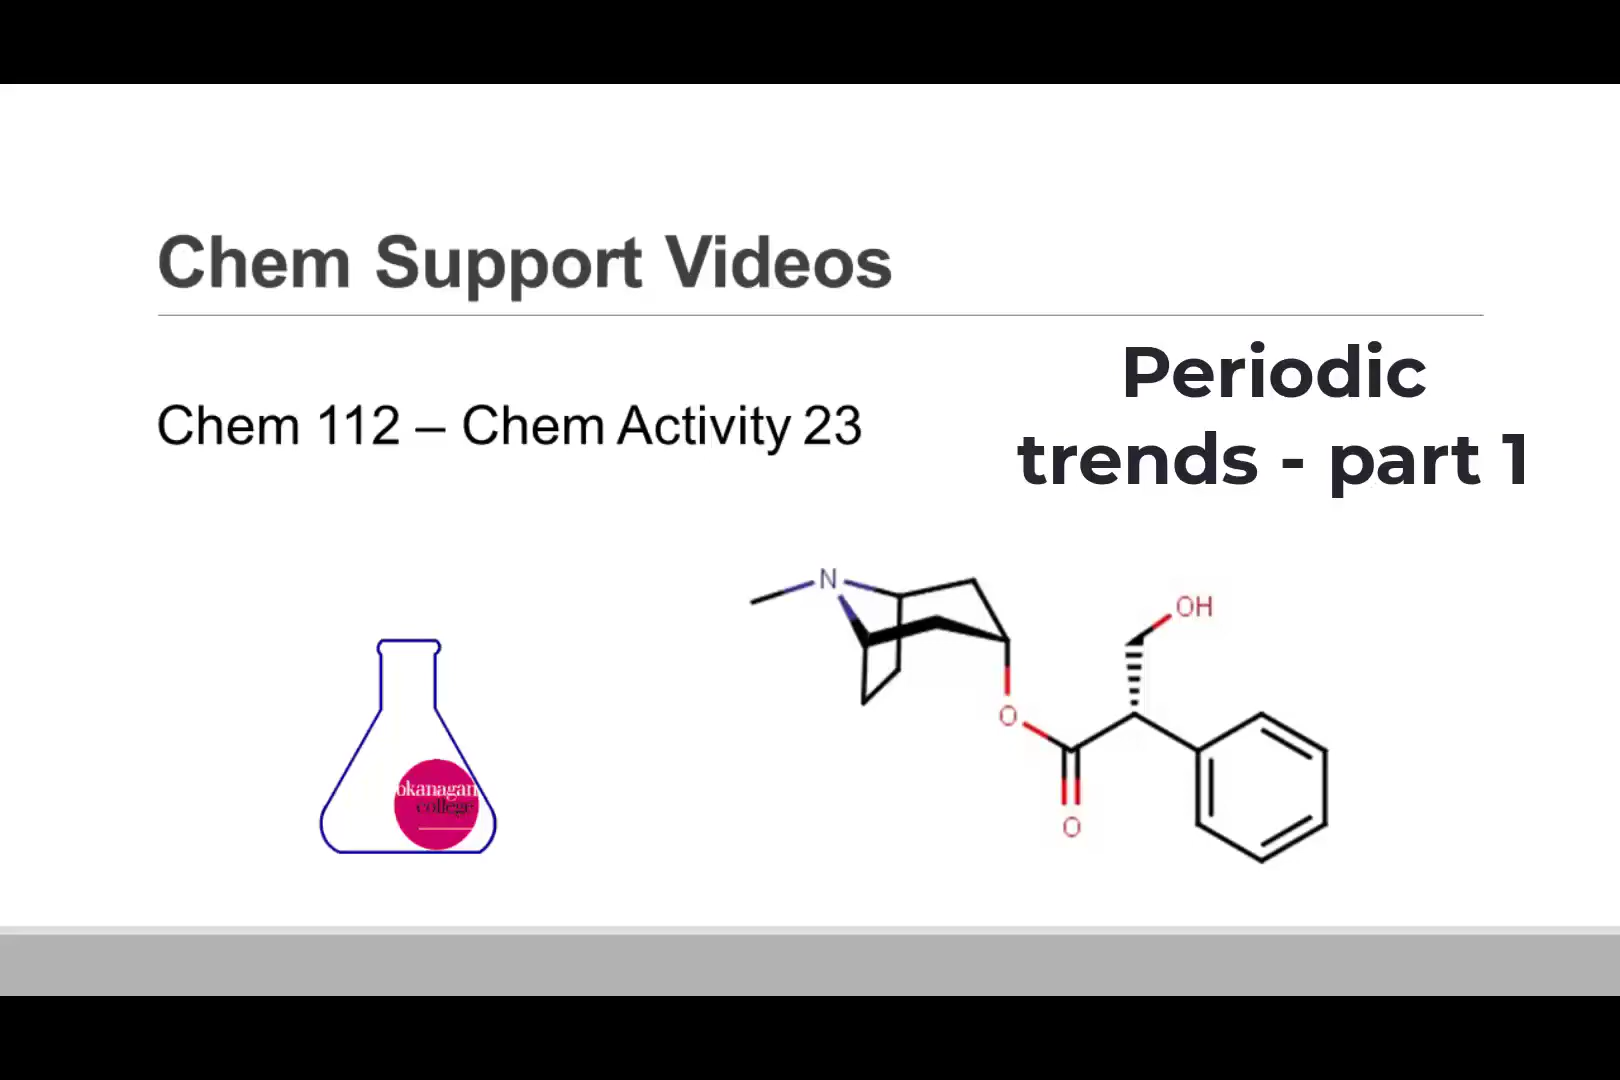 Chem Support Videos
Periodic
trends - part 1
Chem 112 – Chem Activity 23
N
OH
O
O
okanagan
college